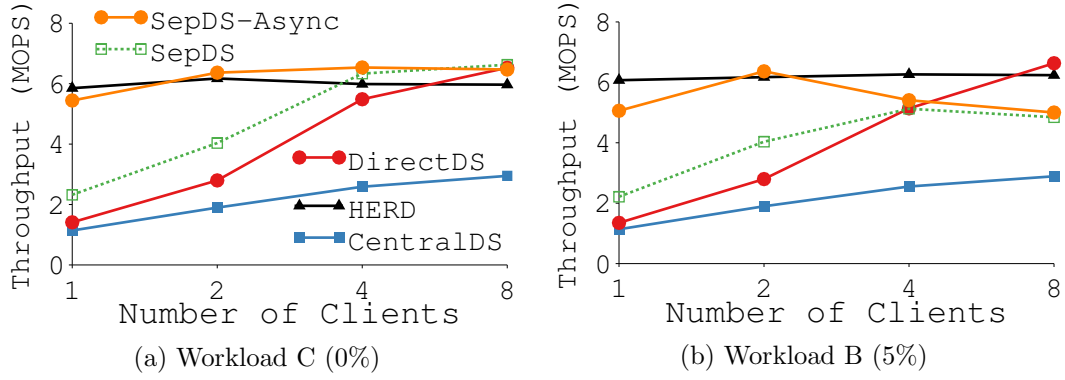 Throughput (MOPS)
8
6
4
2
0
SepDS-Async
SepDS
DirectDS
HERD
CentralDS
1 2 4 8
Number of Clients
(a) Workload C (0%)
Throughput (MOPS)
8
6
4
2
0
1 2 4 8
Number of Clients
(b) Workload B (5%)